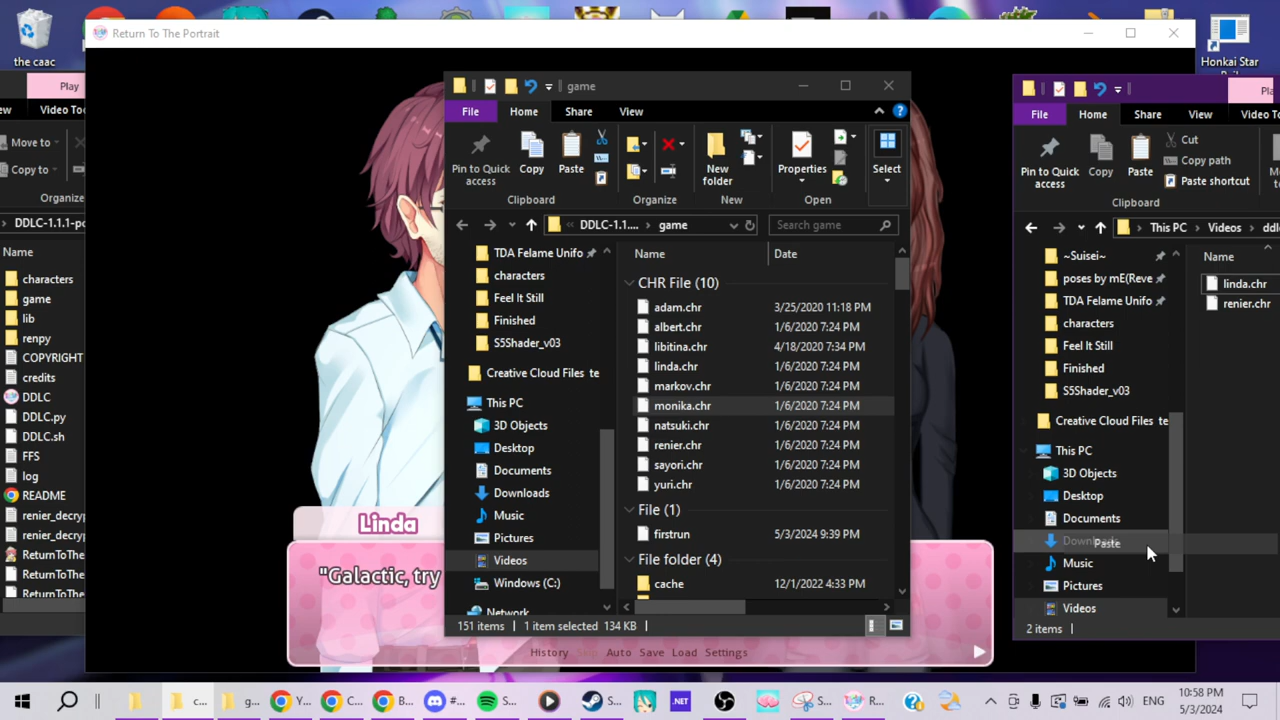 the caac
Return To The Portrait
Honkai Star
Play
Video Too
Move to
Copy to
Organize
DDLC-1.1.1-pc
Name
characters
game
lib
renpy
COPYRIGHT
credits
DDLC
DDLC.py
DDLC.sh
FFS
log
README
renier_decryp
renier_decryp
ReturnToThe
ReturnToThe
ReturnToThe
Linda
"Galactic, try
History
Skip
Auto
Save
Load
Settings
game
File
Home
Share
View
Pin to Quick
access
Copy
Paste
New
folder
Properties
Select
Clipboard
Organize
New
Open
DDLC-1.1....
game
Search game
TDA Felame Unifo
characters
Feel It Still
Finished
S5Shader_v03
Creative Cloud Files te
This PC
3D Objects
Desktop
Documents
Downloads
Music
Pictures
Videos
Windows (C:)
Network
Name
Date
CHR File (10)
adam.chr 3/25/2020 11:18 PM
albert.chr 1/6/2020 7:24 PM
libitina.chr 4/18/2020 7:34 PM
linda.chr 1/6/2020 7:24 PM
markov.chr 1/6/2020 7:24 PM
monika.chr 1/6/2020 7:24 PM
natsuki.chr 1/6/2020 7:24 PM
renier.chr 1/6/2020 7:24 PM
sayori.chr 1/6/2020 7:24 PM
yuri.chr 1/6/2020 7:24 PM
File (1)
firstrun 5/3/2024 9:39 PM
File folder (4)
cache 12/1/2022 4:33 PM
151 items
1 item selected 134 KB
File
Home
Share
View
Video To
Pin to Quick
access
Copy
Paste
Cut
Copy path
Paste shortcut
Clipboard
This PC
Videos
ddl
~Suisei~
poses by mE(Reve
TDA Felame Unifo
characters
Feel It Still
Finished
S5Shader_v03
Creative Cloud Files te
This PC
3D Objects
Desktop
Documents
Paste
Music
Pictures
Videos
Name
linda.chr
renier.chr
2 items
c...
g...
Y...
C...
B...
#...
S...
S...
.NET
S...
R...
ENG
5/3/2024